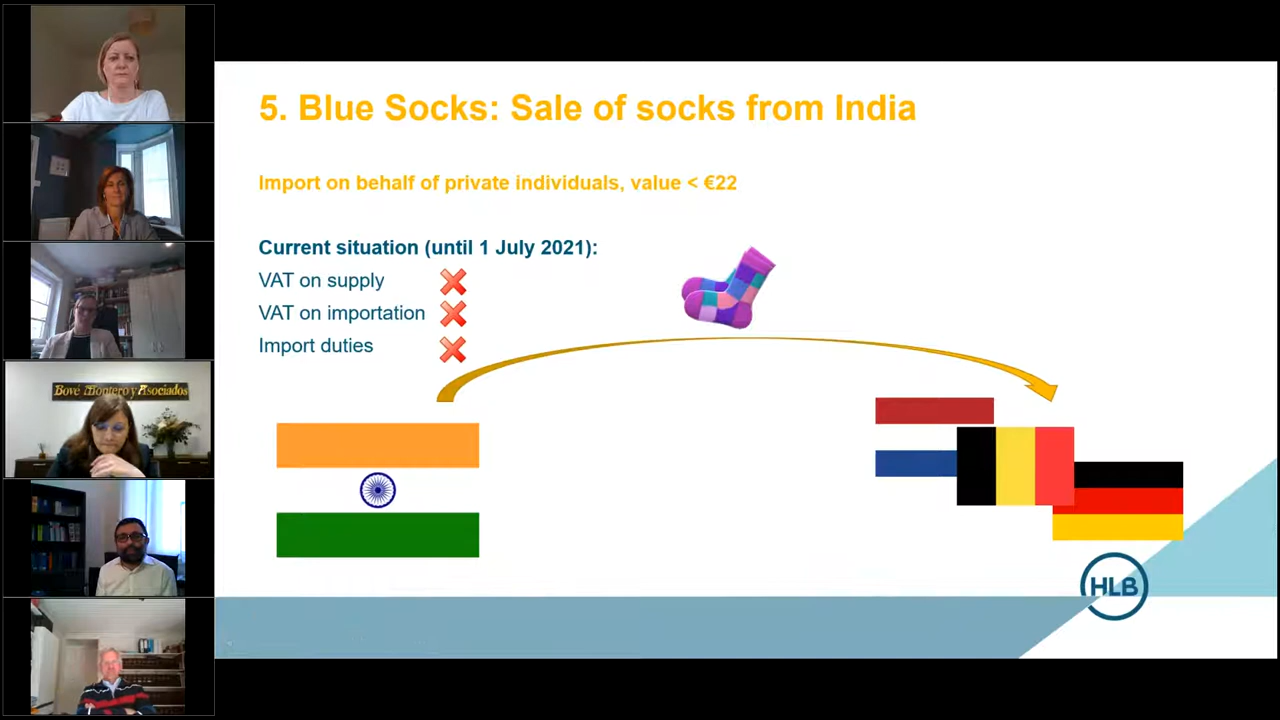 5. Blue Socks: Sale of socks from India
Import on behalf of private individuals, value < €22
Current situation (until 1 July 2021):
VAT on supply
VAT on importation
Import duties
Bové Montero y Asociados
HLB